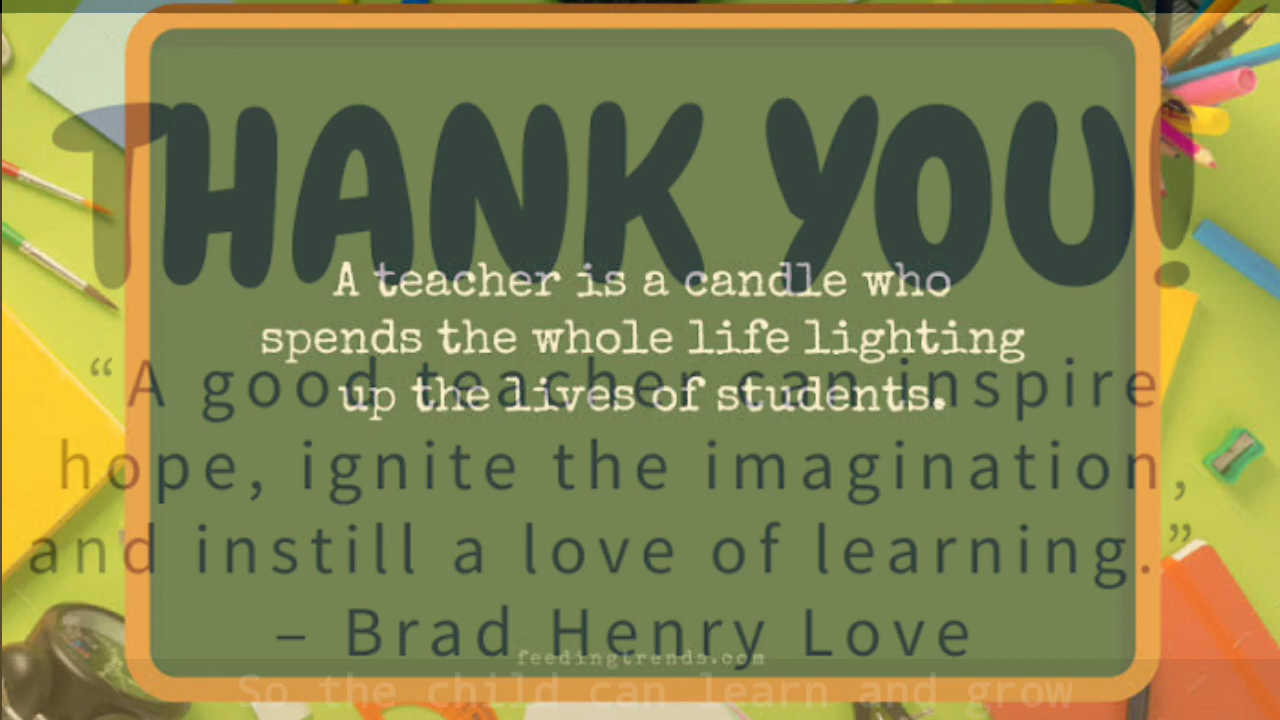 THANK YOU!
A teacher is a candle who
spends the whole life lighting
up the lives of students.
“A good teacher can inspire
hope, ignite the imagination,
and instill a love of learning.”
– Brad Henry Love
feedingtrends.com
So the child can learn and grow